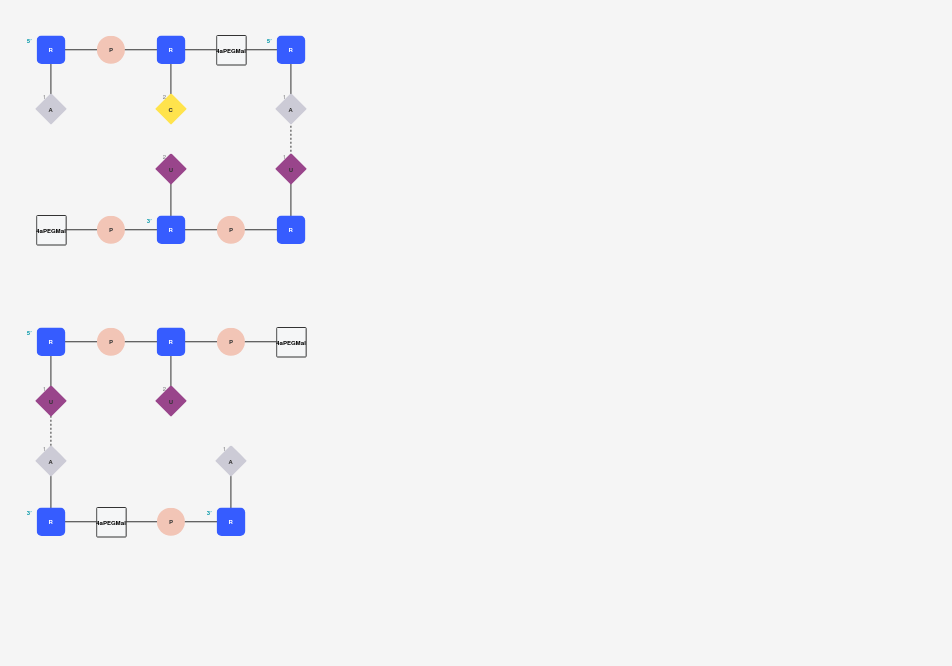 5' R P R 4aPEGMal 5' R
1 2 1
A C A
2 1
U U
3'
4aPEGMal P R P R
5'
R P R P 4aPEGMal
1 2
U U
1 1
A A
3' 3'
R 4aPEGMal P R